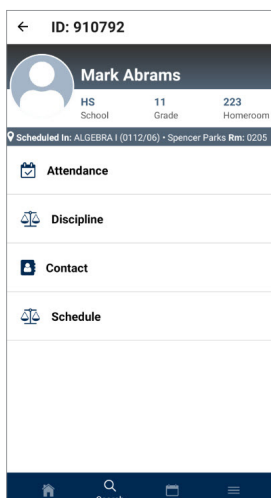 ID: 910792
Mark Abrams
HS 11 223
School Grade Homeroom
Scheduled In: ALGEBRA I (0112/06) • Spencer Parks Rm: 0205
Attendance
Discipline
Contact
Schedule